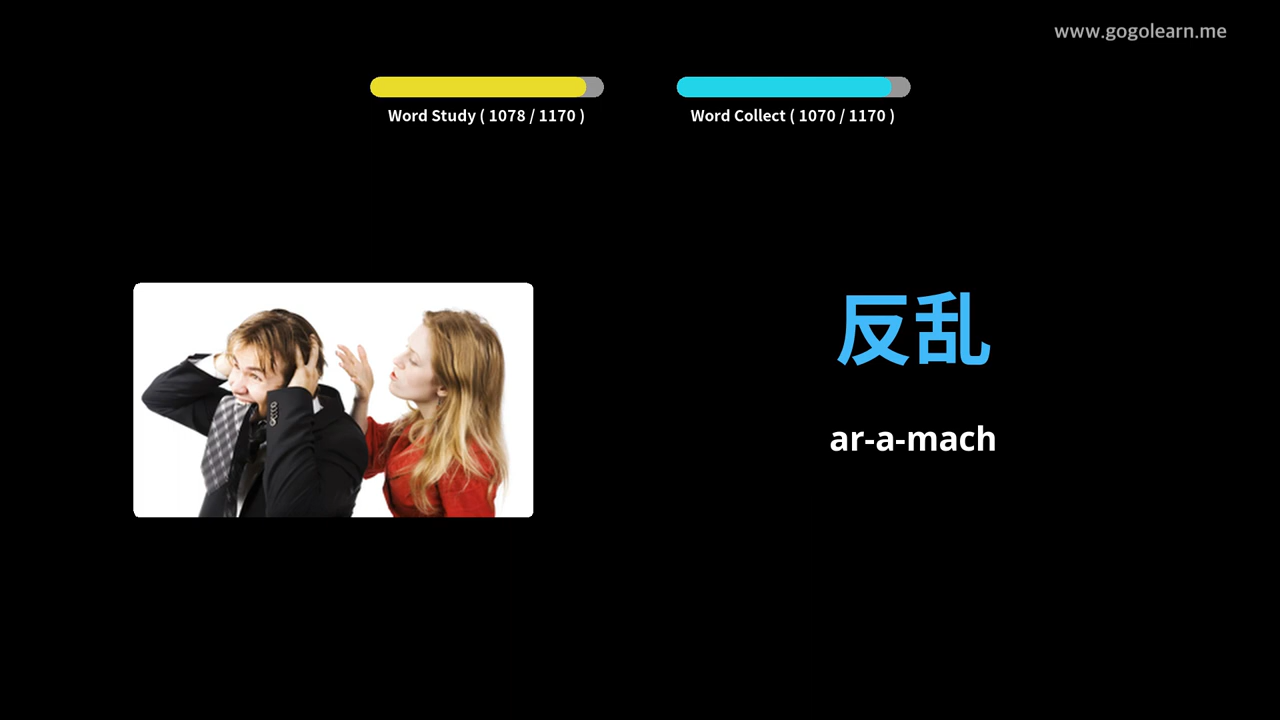 www.gogolearn.me
Word Study ( 1078 / 1170 )
Word Collect ( 1070 / 1170 )
反乱
ar-a-mach